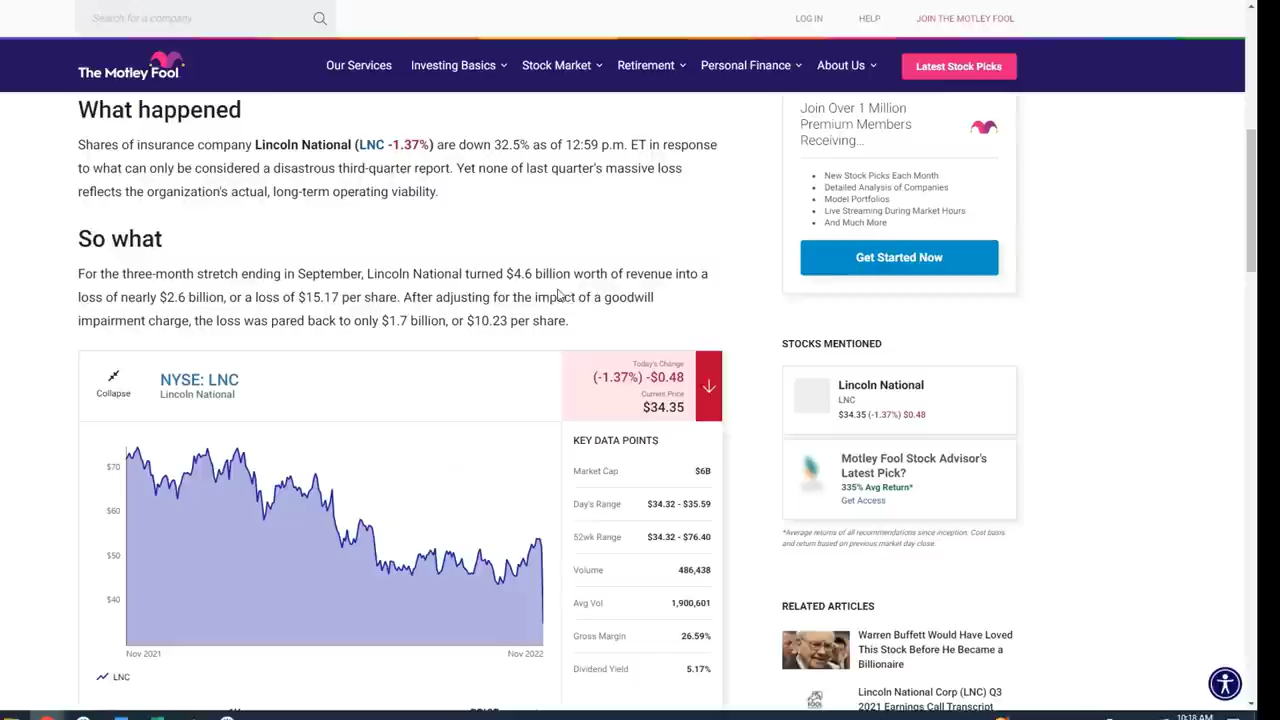 Search for a company
LOG IN
HELP
JOIN THE MOTLEY FOOL
The Motley Fool.
Our Services
Investing Basics
Stock Market
Retirement
Personal Finance
About Us
Latest Stock Picks
What happened
Shares of insurance company Lincoln National (LNC -1.37%) are down 32.5% as of 12:59 p.m. ET in response
to what can only be considered a disastrous third-quarter report. Yet none of last quarter's massive loss
reflects the organization's actual, long-term operating viability.
So what
For the three-month stretch ending in September, Lincoln National turned $4.6 billion worth of revenue into a
loss of nearly $2.6 billion, or a loss of $15.17 per share. After adjusting for the impact of a goodwill
impairment charge, the loss was pared back to only $1.7 billion, or $10.23 per share.
Collapse
NYSE: LNC
Lincoln National
Today's Change
(-1.37%) -$0.48
Current Price
$34.35
$70
$60
$50
$40
Nov 2021
Nov 2022
LNC
KEY DATA POINTS
Market Cap
$6B
Day's Range
$34.32 - $35.59
52wk Range
$34.32 - $76.40
Volume
486,438
Avg Vol
1,900,601
Gross Margin
26.59%
Dividend Yield
5.17%
Join Over 1 Million
Premium Members
Receiving...
New Stock Picks Each Month
Detailed Analysis of Companies
Model Portfolios
Live Streaming During Market Hours
And Much More
Get Started Now
STOCKS MENTIONED
Lincoln National
LNC
$34.35 (-1.37%) $0.48
Motley Fool Stock Advisor's
Latest Pick?
335% Avg Return*
Get Access
*Average returns of all recommendations since inception. Cost basis
and return based on previous market day close.
RELATED ARTICLES
Warren Buffett Would Have Loved
This Stock Before He Became a
Billionaire
Lincoln National Corp (LNC) Q3
2021 Earnings Call Transcript
10:18 AM